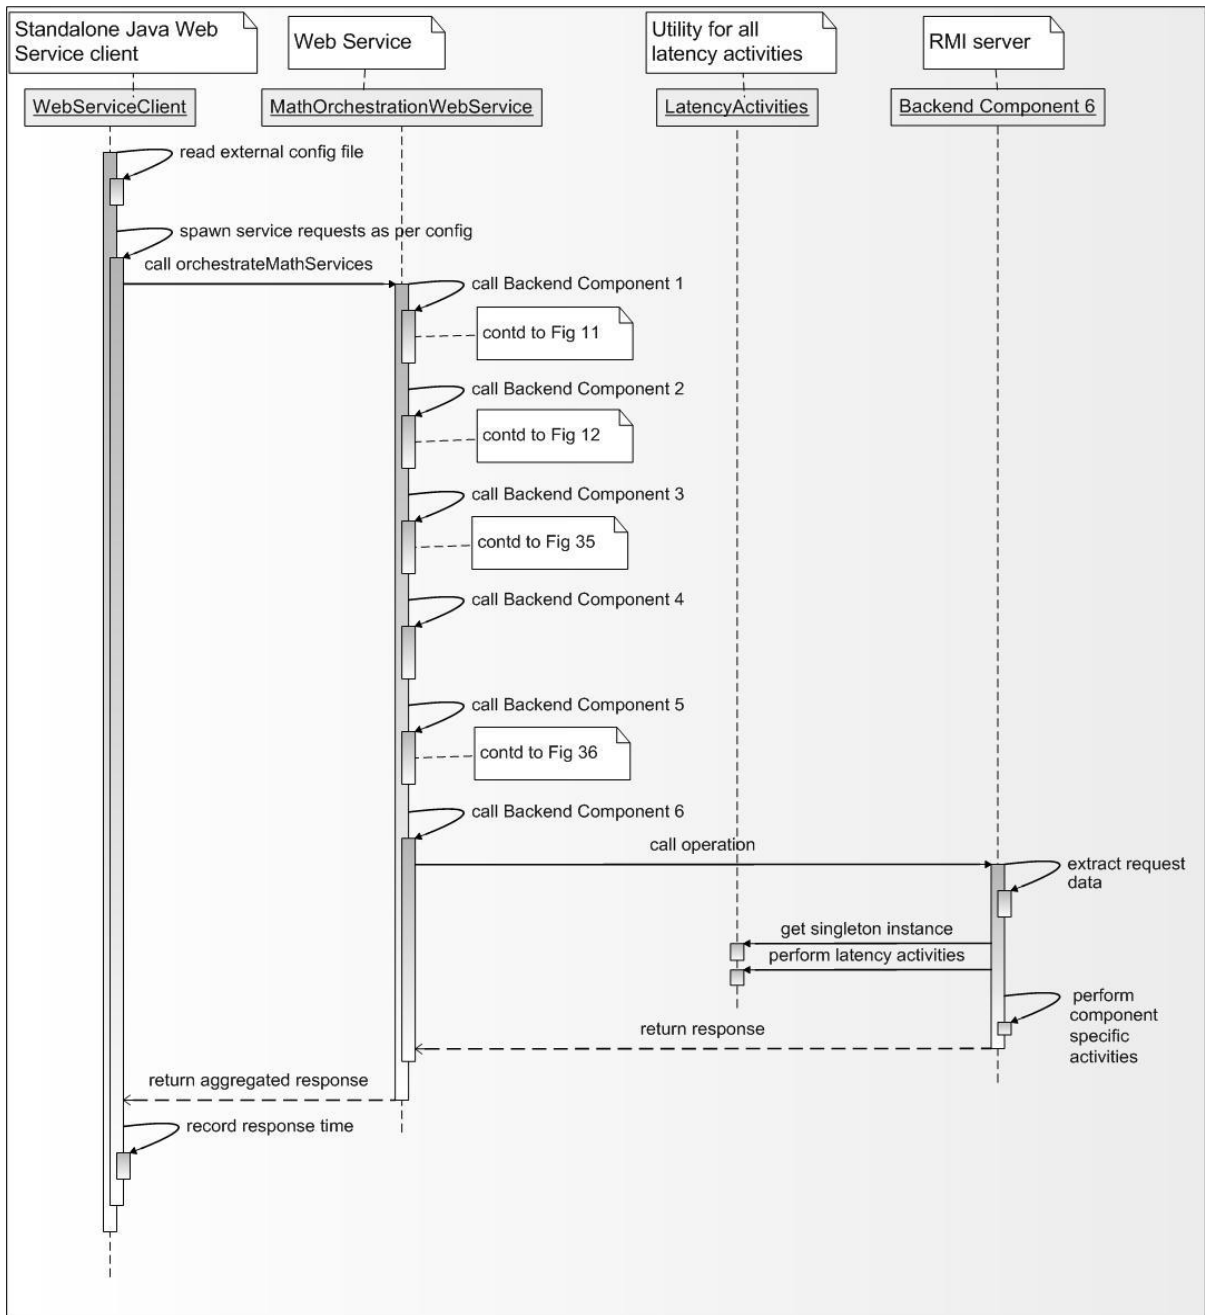 Standalone Java Web
Service client
Web Service
Utility for all
latency activities
RMI server
WebServiceClient
MathOrchestrationWebService
LatencyActivities
Backend Component 6
read external config file
spawn service requests as per config
call orchestrateMathServices
call Backend Component 1
contd to Fig 11
call Backend Component 2
contd to Fig 12
call Backend Component 3
contd to Fig 35
call Backend Component 4
call Backend Component 5
contd to Fig 36
call Backend Component 6
call operation
extract request
data
get singleton instance
perform latency activities
perform
component
specific
activities
return response
return aggregated response
record response time